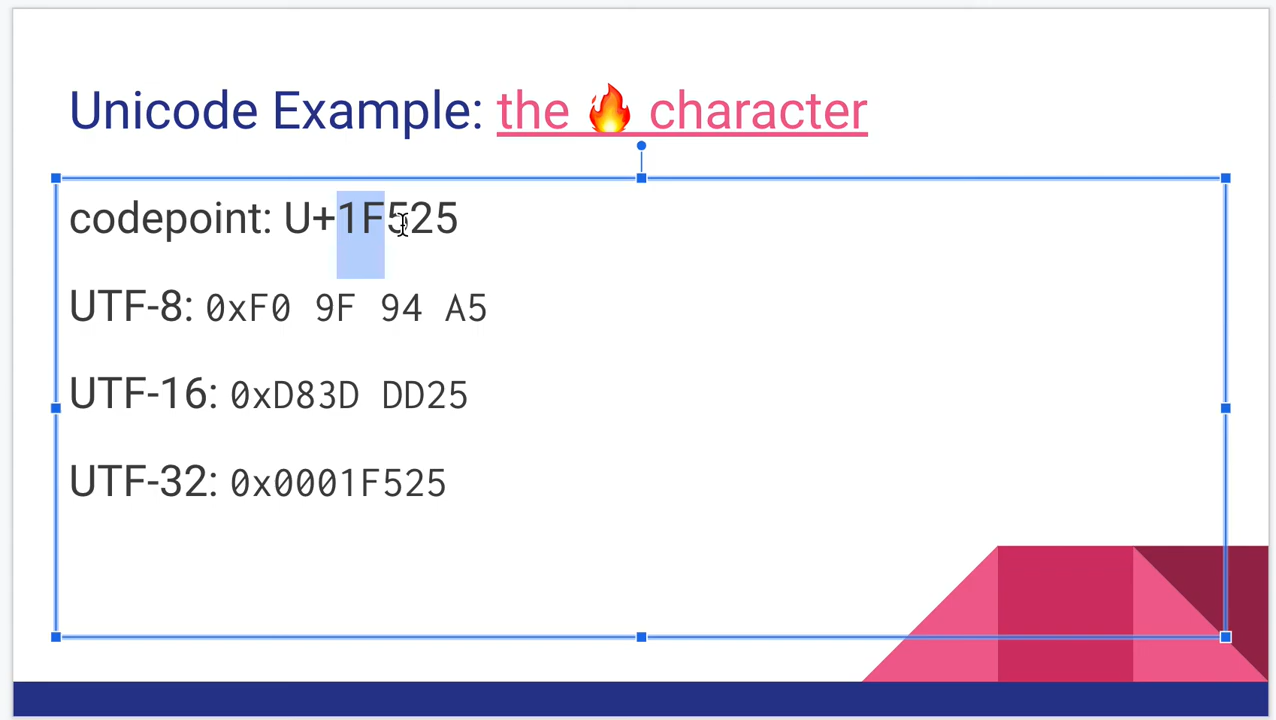 Unicode Example: the 🔥 character
codepoint: U+1F525
UTF-8: 0xF0 9F 94 A5
UTF-16: 0xD83D DD25
UTF-32: 0x0001F525